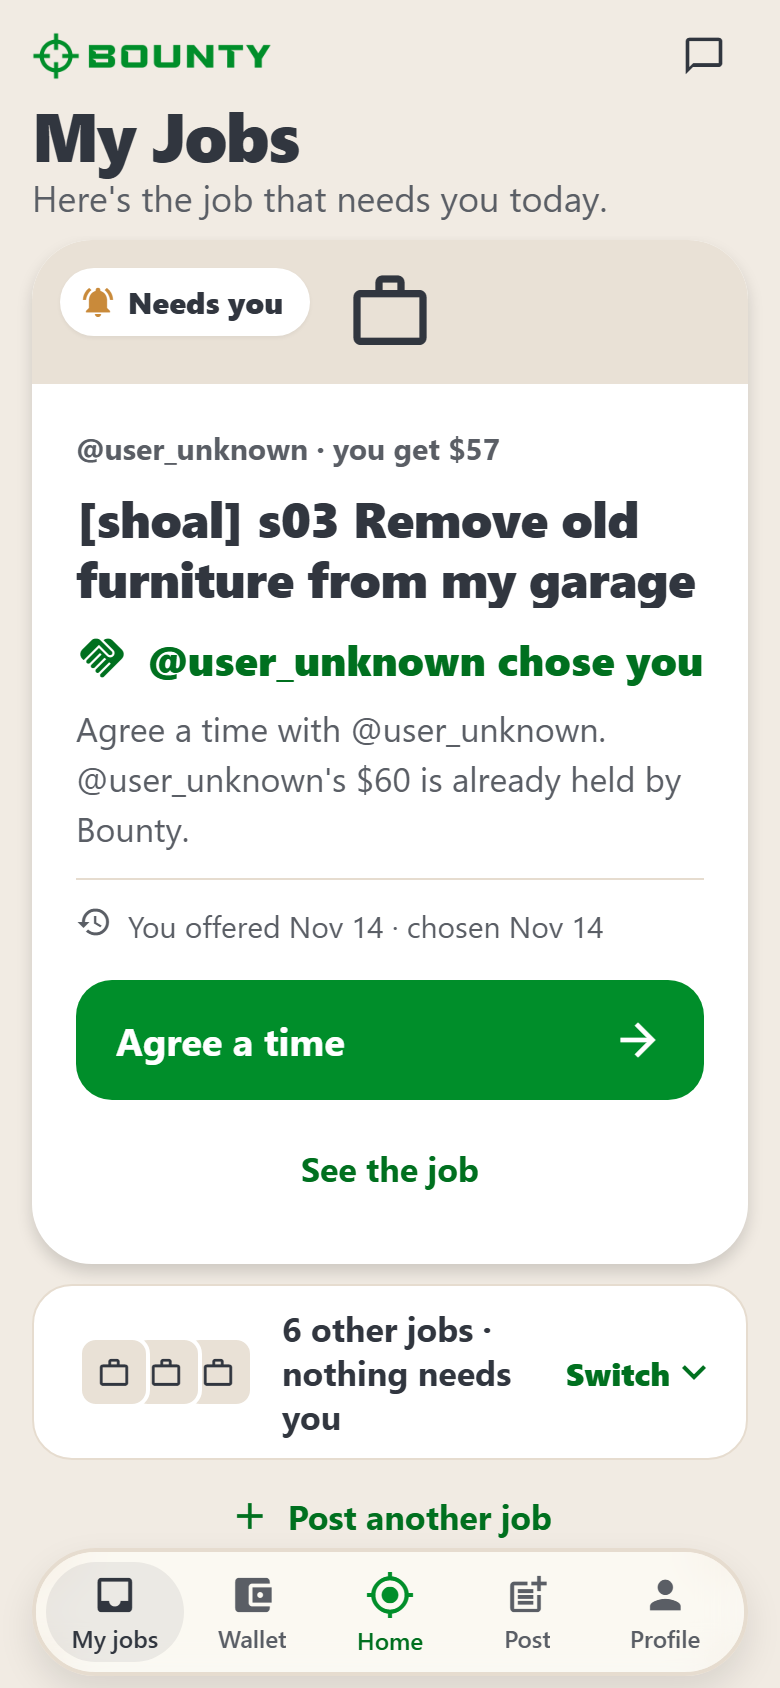 BOUNTY
My Jobs
Here's the job that needs you today.
Needs you
@user_unknown · you get $57
[shoal] s03 Remove old
furniture from my garage
@user_unknown chose you
Agree a time with @user_unknown.
@user_unknown's $60 is already held by
Bounty.
You offered Nov 14 · chosen Nov 14
Agree a time
See the job
6 other jobs ·
nothing needs
you
Switch
Post another job
My jobs
Wallet
Home
Post
Profile